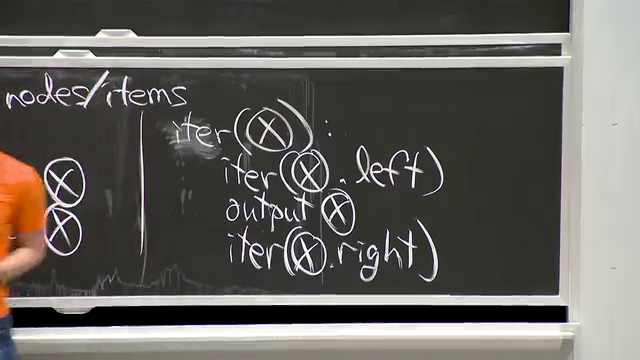 nodes/items
iter(Ⓧ):
iter(Ⓧ.left)
output Ⓧ
iter(Ⓧ.right)
Ⓧ
Ⓧ